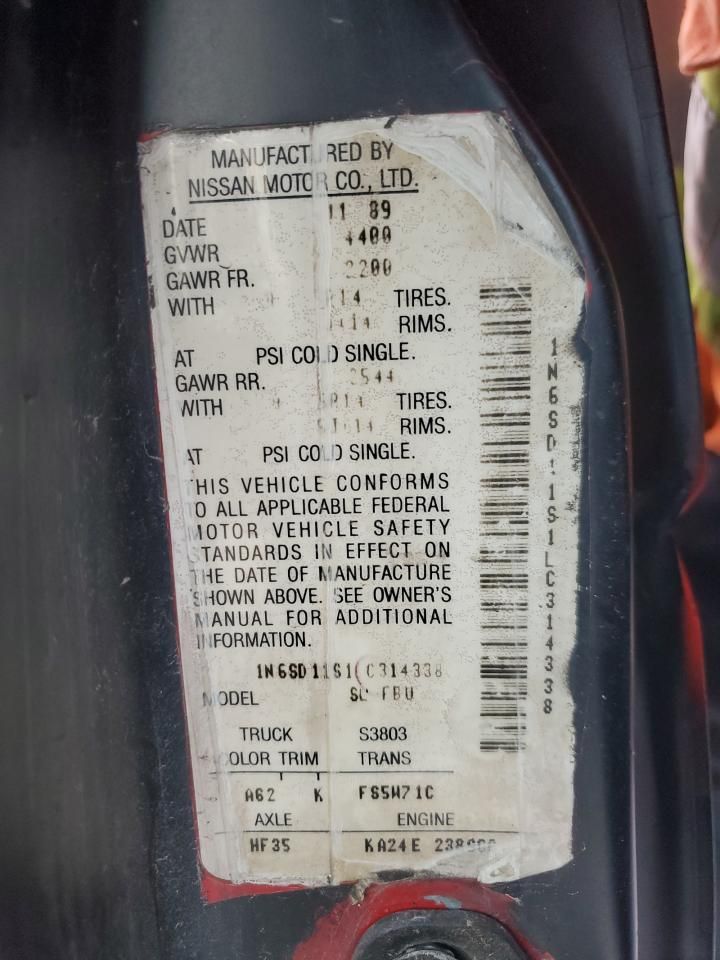 MANUFACTURED BY
NISSAN MOTOR CO., LTD.
DATE 11 89
GVWR 4400
GAWR FR. 2200
WITH TIRES.
RIMS.
AT PSI COLD SINGLE.
GAWR RR. 2544
WITH TIRES.
RIMS.
AT PSI COLD SINGLE.
THIS VEHICLE CONFORMS
TO ALL APPLICABLE FEDERAL
MOTOR VEHICLE SAFETY
STANDARDS IN EFFECT ON
THE DATE OF MANUFACTURE
SHOWN ABOVE. SEE OWNER'S
MANUAL FOR ADDITIONAL
INFORMATION.
1N6SD11S1LC314338
MODEL
TRUCK S3803
COLOR TRIM TRANS
A62 K FS5W71C
AXLE ENGINE
HF35 KA24E
1N6SD11S1LC314338